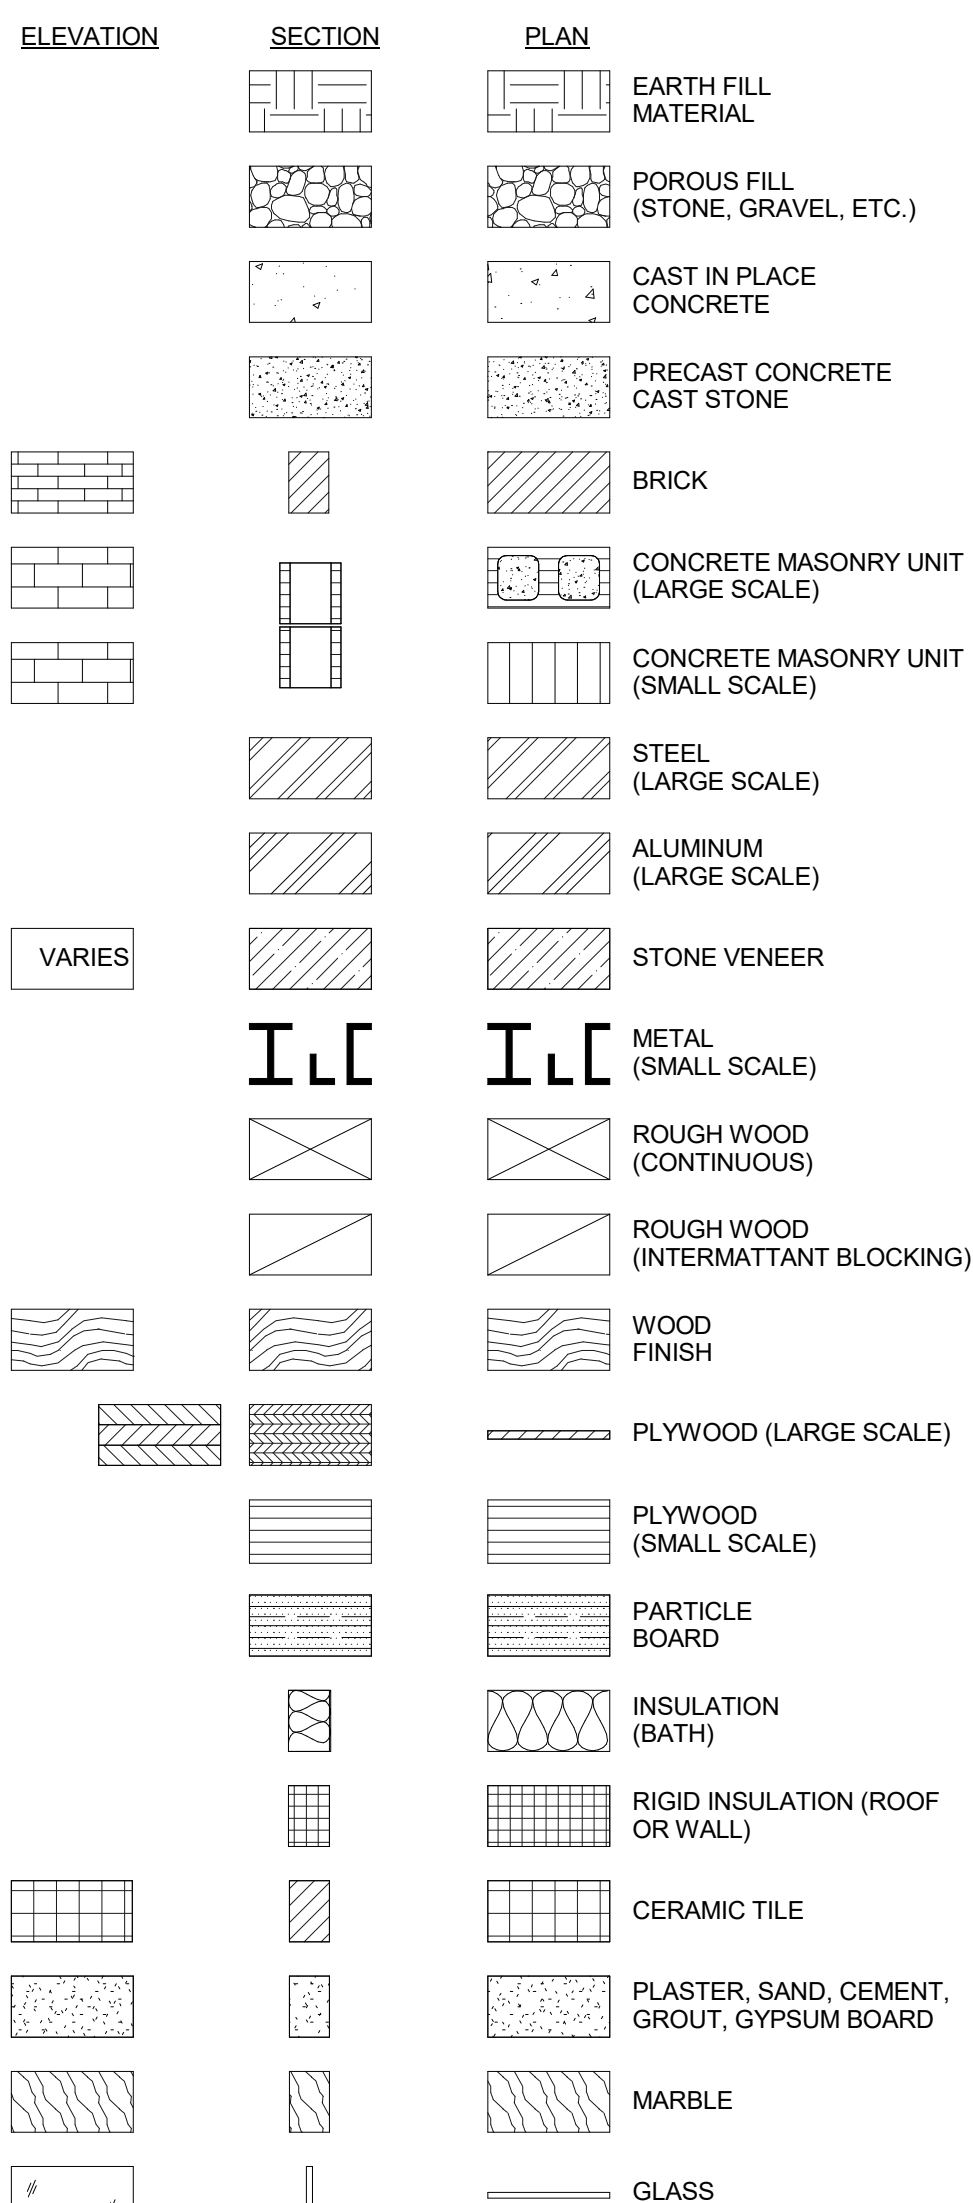 ELEVATION SECTION PLAN
EARTH FILL
MATERIAL
POROUS FILL
(STONE, GRAVEL, ETC.)
CAST IN PLACE
CONCRETE
PRECAST CONCRETE
CAST STONE
BRICK
CONCRETE MASONRY UNIT
(LARGE SCALE)
CONCRETE MASONRY UNIT
(SMALL SCALE)
STEEL
(LARGE SCALE)
ALUMINUM
(LARGE SCALE)
VARIES STONE VENEER
METAL
(SMALL SCALE)
ROUGH WOOD
(CONTINUOUS)
ROUGH WOOD
(INTERMATTANT BLOCKING)
WOOD
FINISH
PLYWOOD (LARGE SCALE)
PLYWOOD
(SMALL SCALE)
PARTICLE
BOARD
INSULATION
(BATH)
RIGID INSULATION (ROOF
OR WALL)
CERAMIC TILE
PLASTER, SAND, CEMENT,
GROUT, GYPSUM BOARD
MARBLE
GLASS